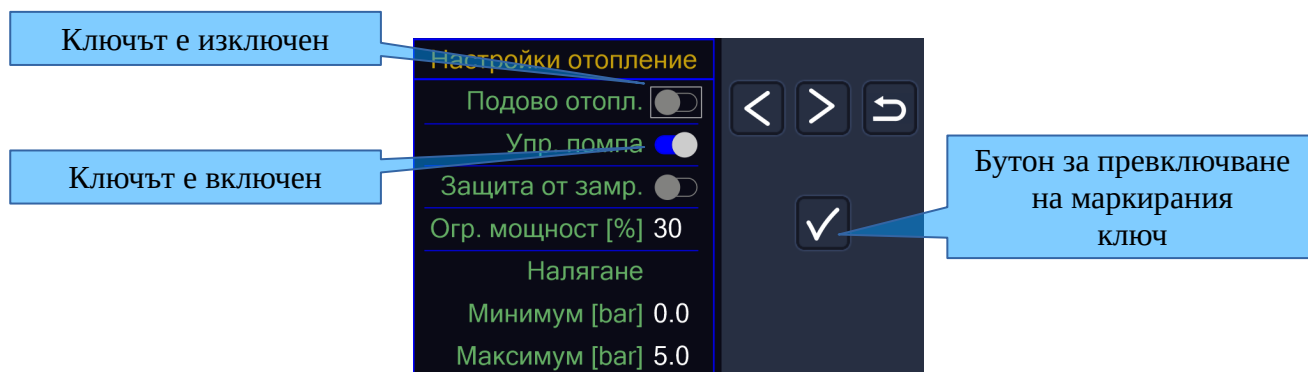 Ключът е изключен
Настройки отопление
Подово отопл.
Упр. помпа
Ключът е включен
Защита от замр.
Огр. мощност [%] 30
Налягане
Минимум [bar] 0.0
Максимум [bar] 5.0
Бутон за превключване
на маркирания
ключ